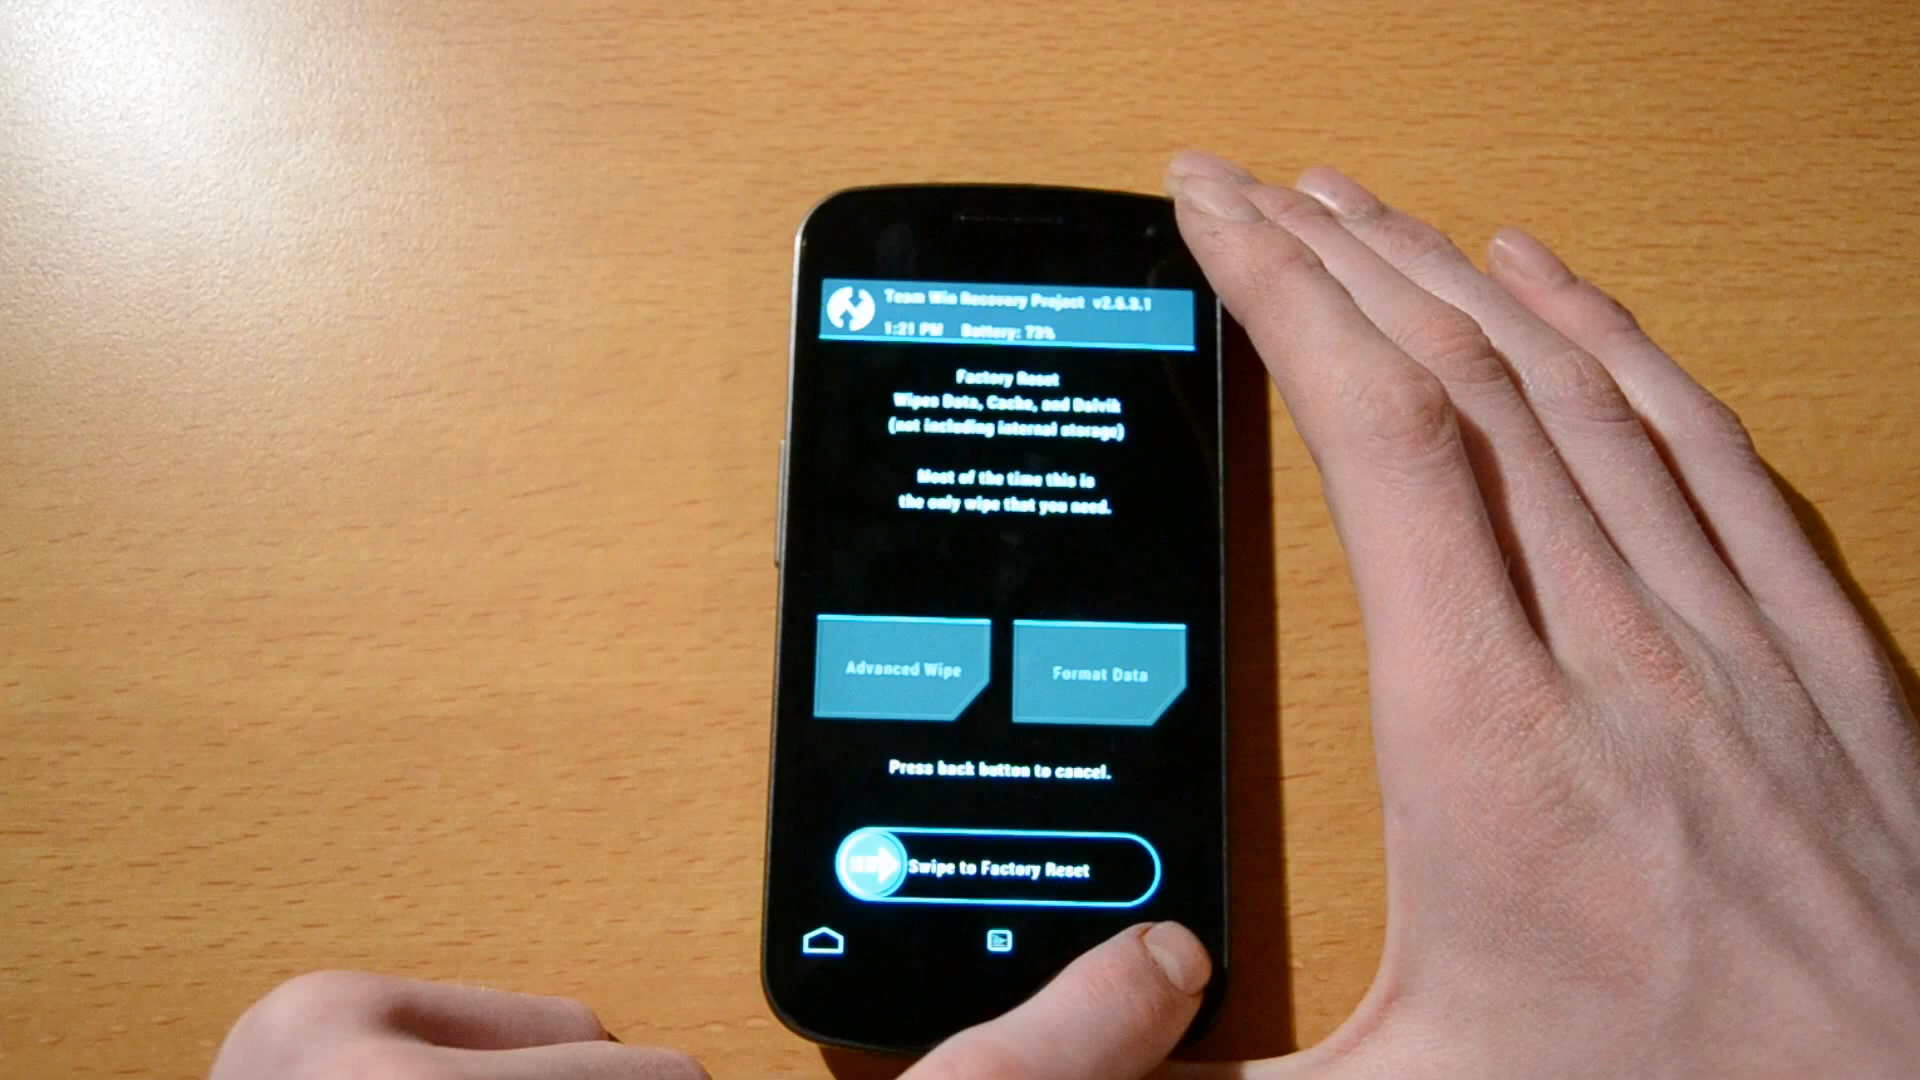 Team Win Recovery Project v2.6.3.1
1:21 PM Battery: 73%
Factory Reset
Wipes Data, Cache, and Dalvik
(not including internal storage)
Most of the time this is
the only wipe that you need.
Advanced Wipe
Format Data
Press back button to cancel.
Swipe to Factory Reset